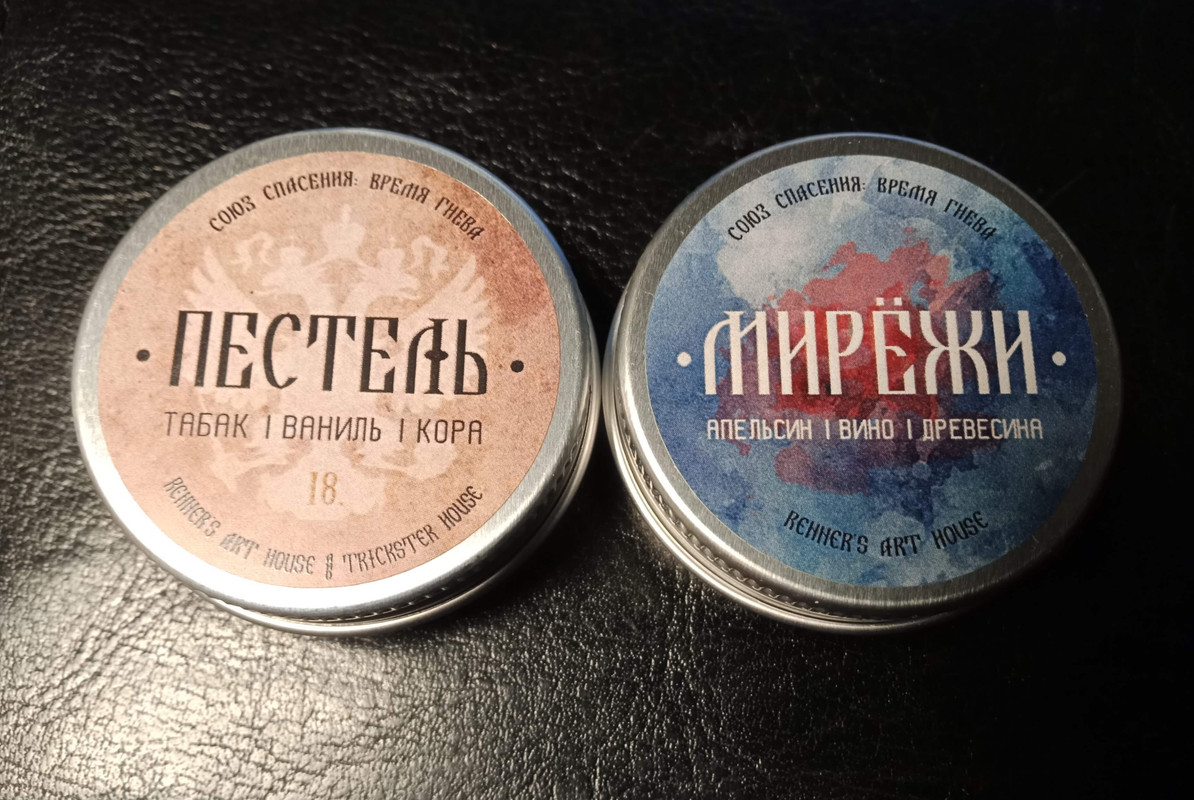 СОЮЗ СПАСЕНИЯ: ВРЕМЯ ГНЕВА
• ПЕСТЕЛЬ •
ТАБАК | ВАНИЛЬ | КОРА
18.
RENNER'S ART HOUSE & TRICKSTER HOUSE
СОЮЗ СПАСЕНИЯ: ВРЕМЯ ГНЕВА
• МИРЁЖИ •
АПЕЛЬСИН | ВИНО | ДРЕВЕСИНА
RENNER'S ART HOUSE